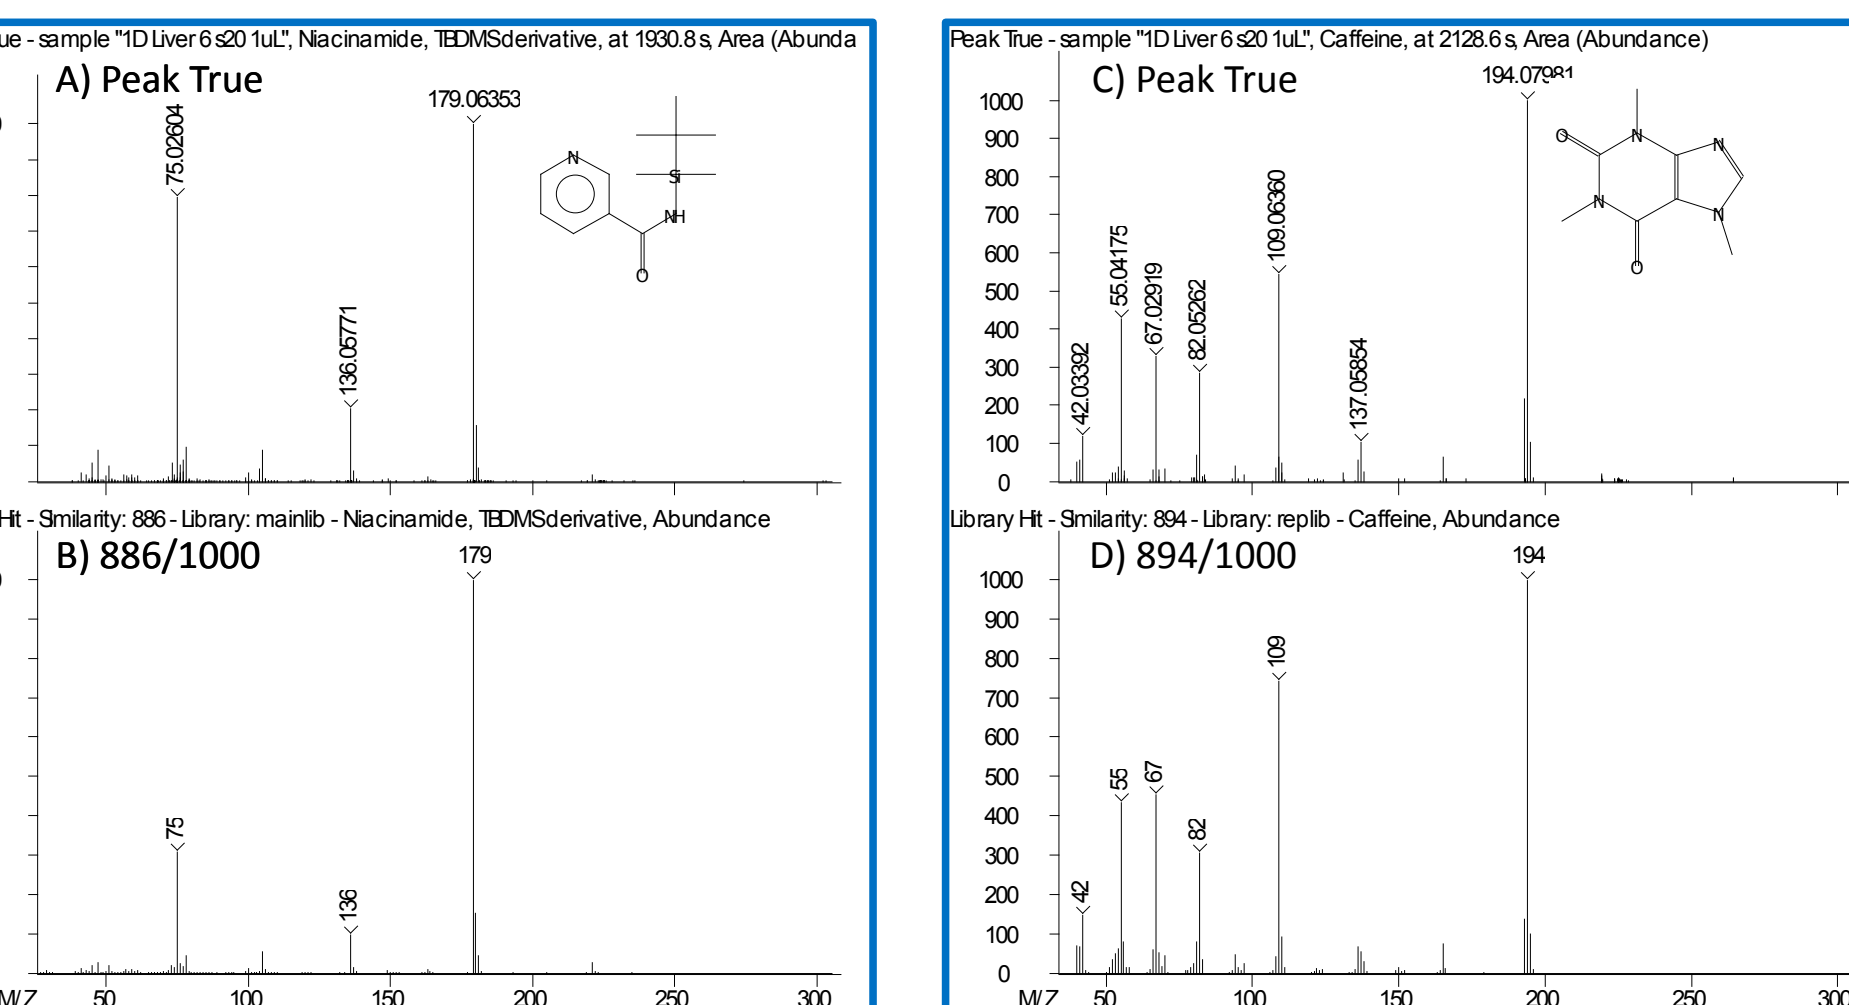 ue - sample "1D Liver 6 s20 1uL", Niacinamide, TBDMS derivative, at 1930.8 s, Area (Abunda
A) Peak True
75.02604
136.05771
179.06353
N
Si
NH
O
Hit - Similarity: 886 - Library: mainlib - Niacinamide, TBDMS derivative, Abundance
B) 886/1000
75
136
179
M/Z 50 100 150 200 250 300
Peak True - sample "1D Liver 6 s20 1uL", Caffeine, at 2128.6 s, Area (Abundance)
C) Peak True
1000
900
800
700
600
500
400
300
200
100
0
42.03392
55.04175
67.02919
82.05262
109.06360
137.05854
194.07981
O
N
N
N
N
O
Library Hit - Similarity: 894 - Library: replib - Caffeine, Abundance
D) 894/1000
1000
900
800
700
600
500
400
300
200
100
0
42
55
67
82
109
194
M/Z 50 100 150 200 250 300